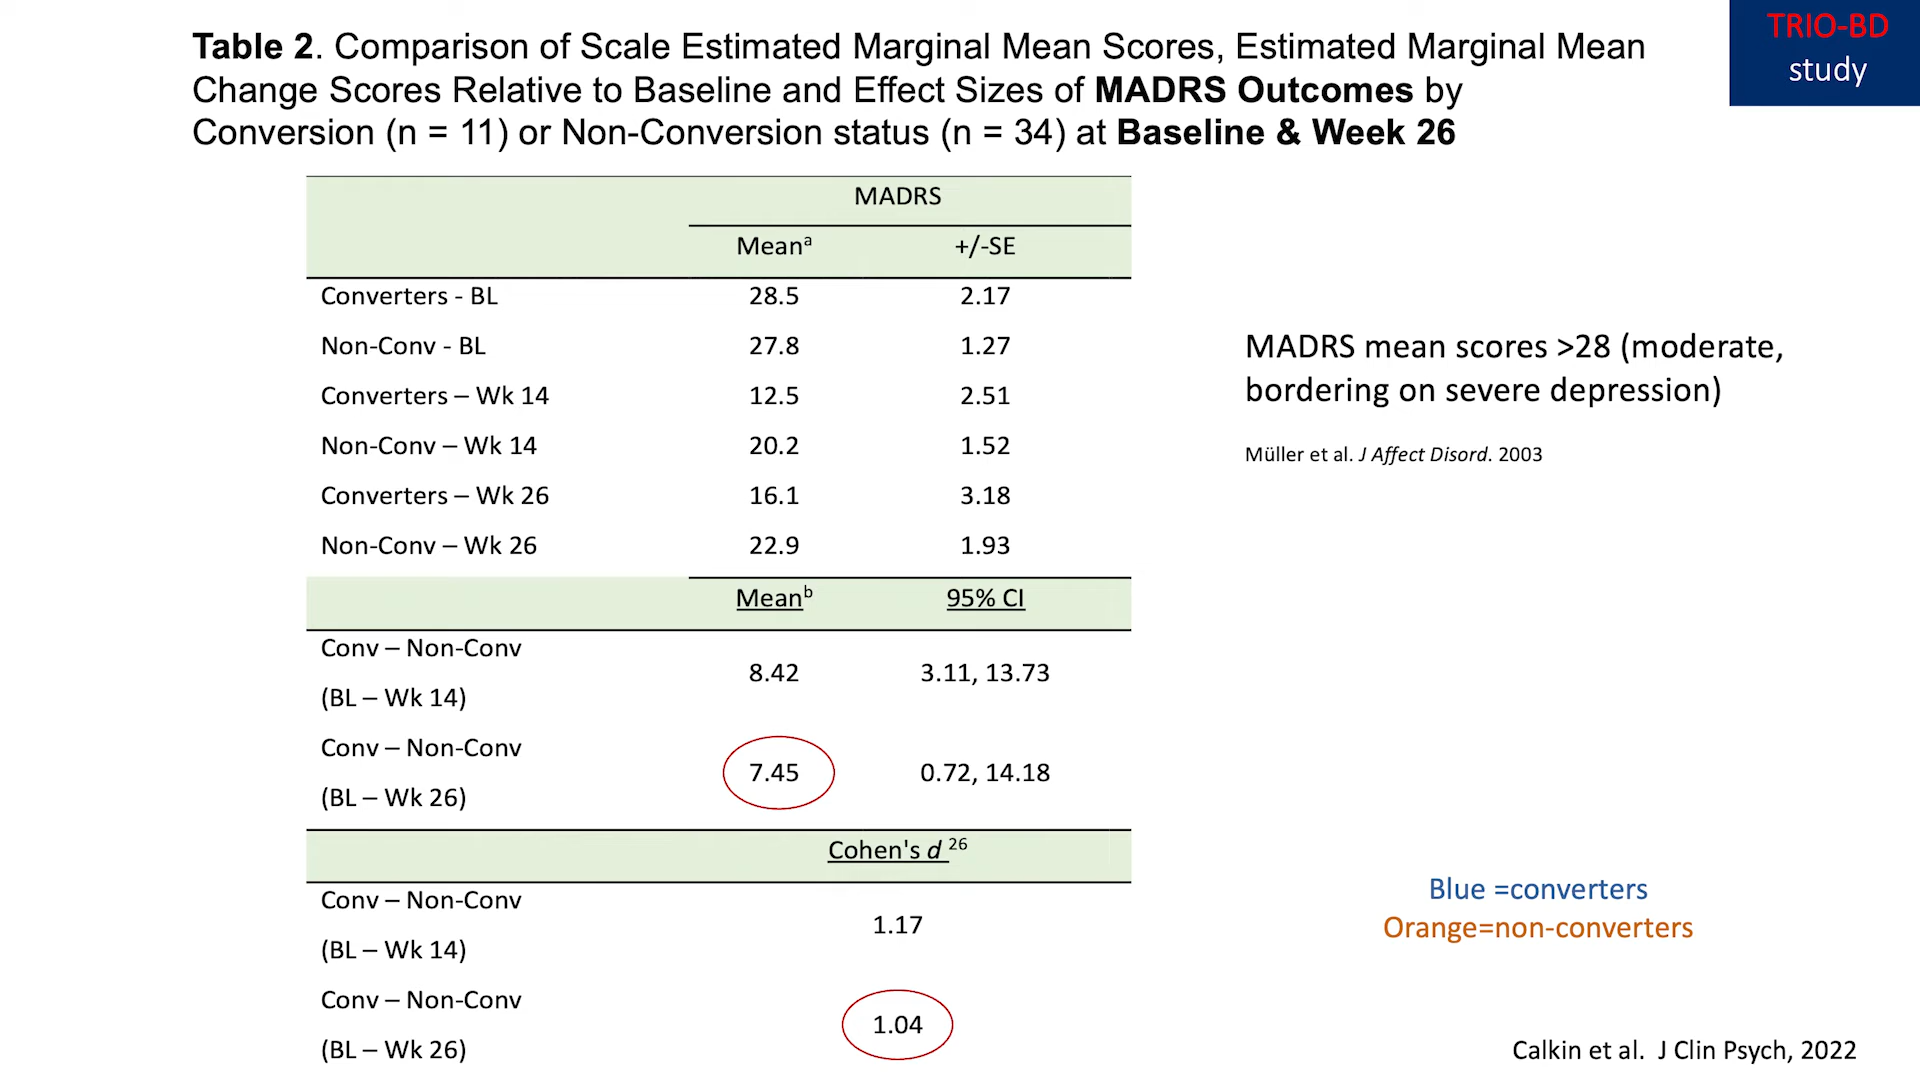 TRIO-BD
study
Table 2. Comparison of Scale Estimated Marginal Mean Scores, Estimated Marginal Mean
Change Scores Relative to Baseline and Effect Sizes of MADRS Outcomes by
Conversion (n = 11) or Non-Conversion status (n = 34) at Baseline & Week 26
MADRS
Meanᵃ +/-SE
Converters - BL 28.5 2.17
Non-Conv - BL 27.8 1.27
Converters – Wk 14 12.5 2.51
Non-Conv – Wk 14 20.2 1.52
Converters – Wk 26 16.1 3.18
Non-Conv – Wk 26 22.9 1.93
Meanᵇ 95% CI
Conv – Non-Conv
(BL – Wk 14)
8.42 3.11, 13.73
Conv – Non-Conv
(BL – Wk 26)
7.45 0.72, 14.18
Cohen's d ²⁶
Conv – Non-Conv
(BL – Wk 14)
1.17
Conv – Non-Conv
(BL – Wk 26)
1.04
MADRS mean scores >28 (moderate,
bordering on severe depression)
Müller et al. J Affect Disord. 2003
Blue =converters
Orange=non-converters
Calkin et al. J Clin Psych, 2022